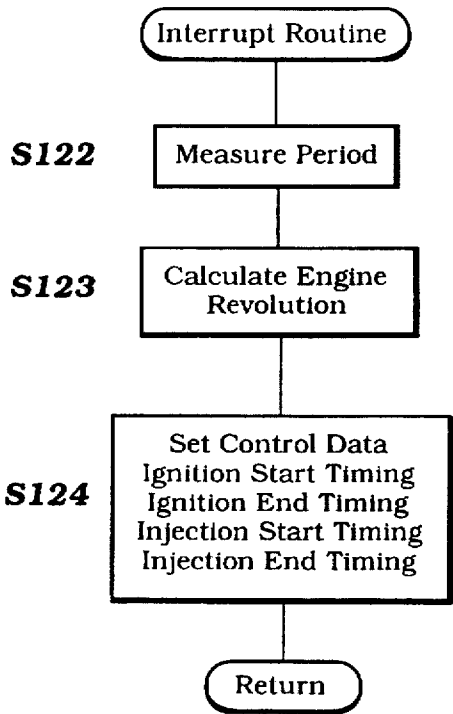 Interrupt Routine
S122
Measure Period
S123
Calculate Engine
Revolution
S124
Set Control Data
Ignition Start Timing
Ignition End Timing
Injection Start Timing
Injection End Timing
Return